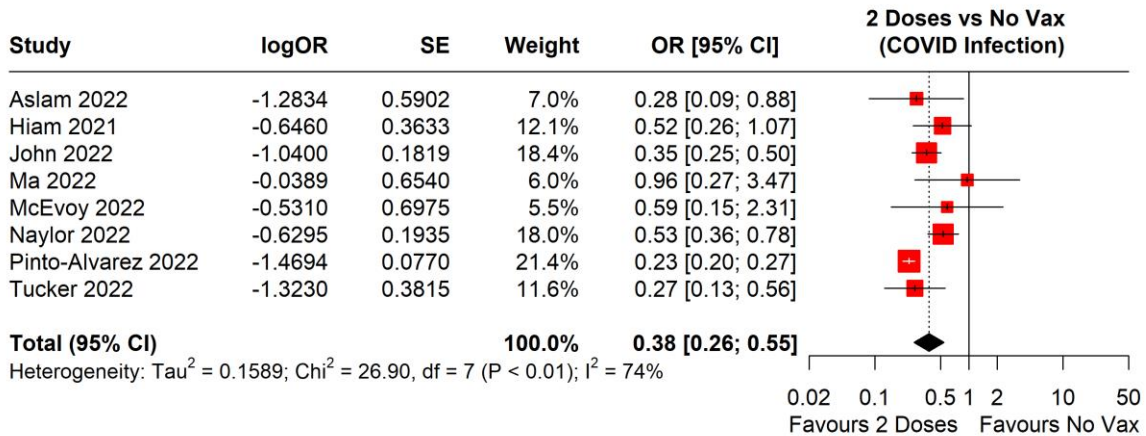 2 Doses vs No Vax
Study logOR SE Weight OR [95% CI] (COVID Infection)
Aslam 2022 -1.2834 0.5902 7.0% 0.28 [0.09; 0.88]
Hiam 2021 -0.6460 0.3633 12.1% 0.52 [0.26; 1.07]
John 2022 -1.0400 0.1819 18.4% 0.35 [0.25; 0.50]
Ma 2022 -0.0389 0.6540 6.0% 0.96 [0.27; 3.47]
McEvoy 2022 -0.5310 0.6975 5.5% 0.59 [0.15; 2.31]
Naylor 2022 -0.6295 0.1935 18.0% 0.53 [0.36; 0.78]
Pinto-Alvarez 2022 -1.4694 0.0770 21.4% 0.23 [0.20; 0.27]
Tucker 2022 -1.3230 0.3815 11.6% 0.27 [0.13; 0.56]
Total (95% CI) 100.0% 0.38 [0.26; 0.55]
Heterogeneity: Tau² = 0.1589; Chi² = 26.90, df = 7 (P < 0.01); I² = 74%
0.02 0.1 0.5 1 2 10 50
Favours 2 Doses Favours No Vax